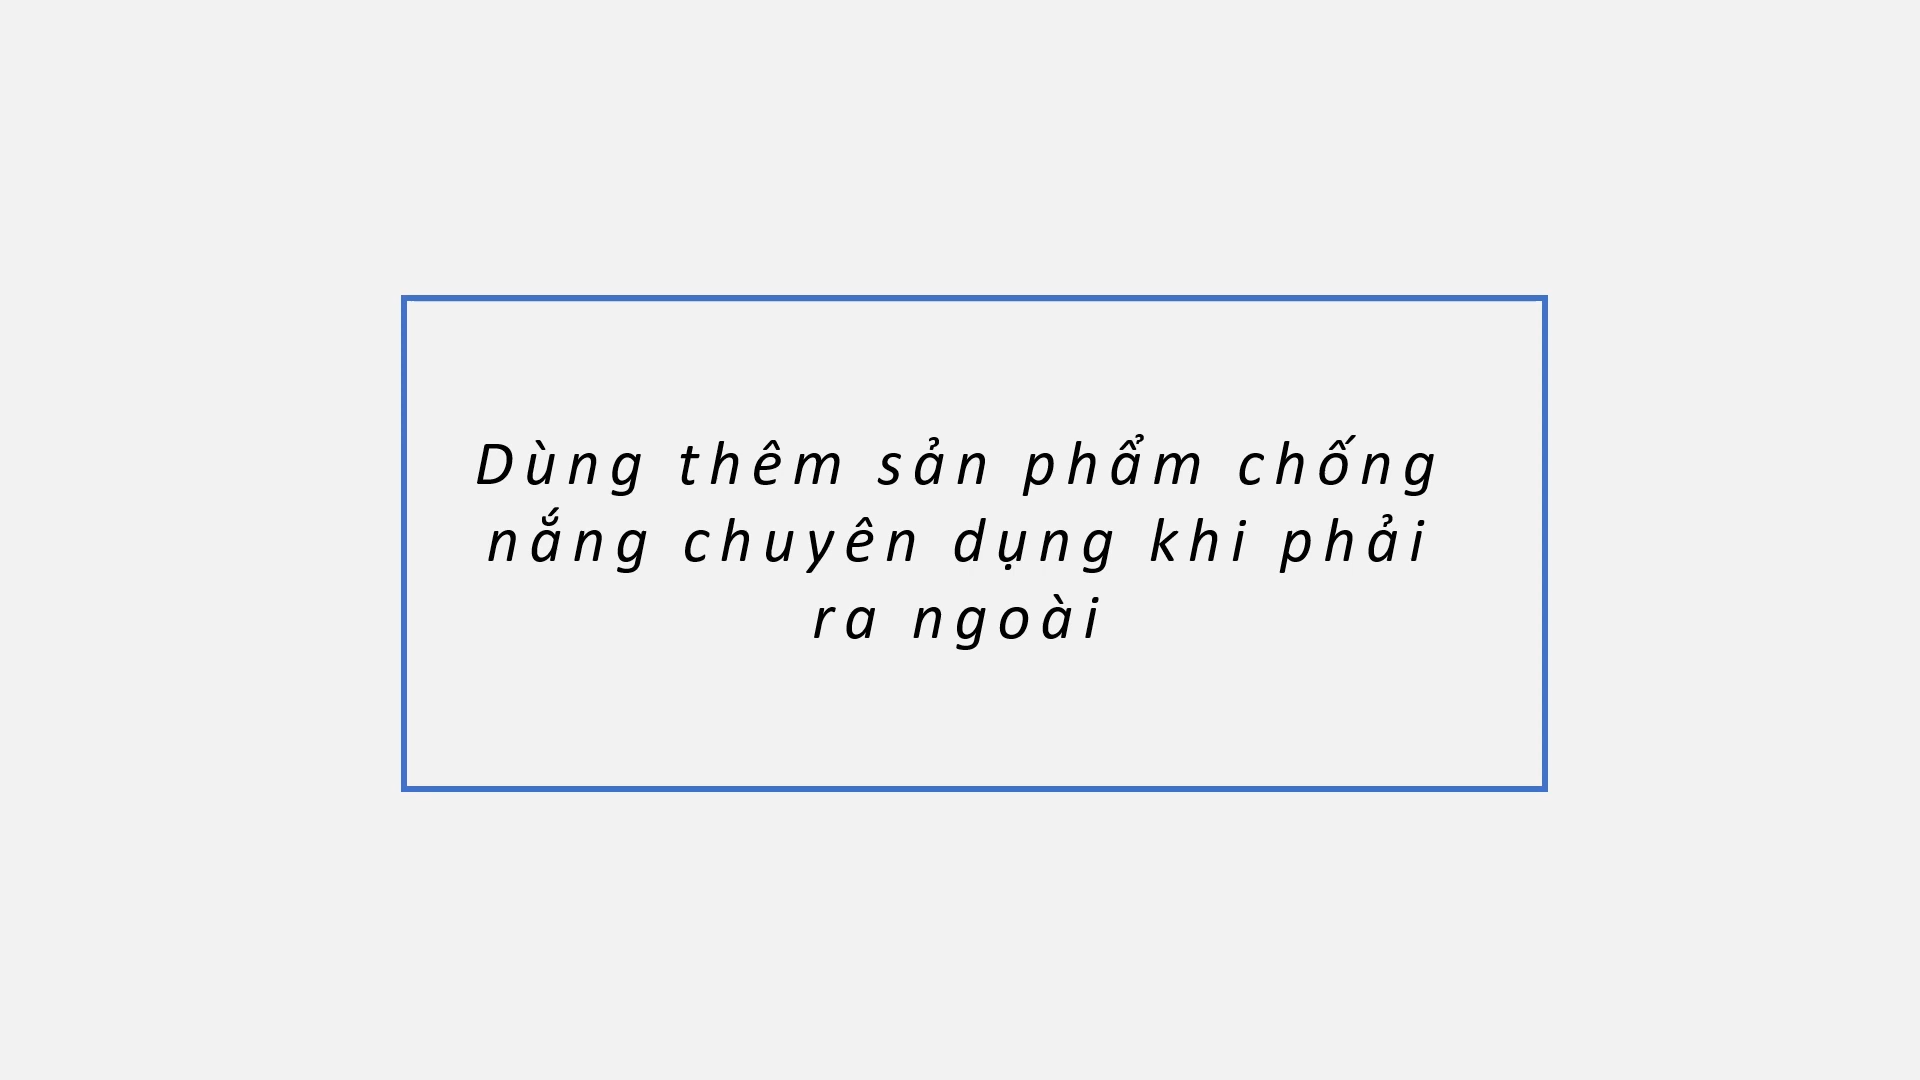 Dùng thêm sản phẩm chống
nắng chuyên dụng khi phải
ra ngoài